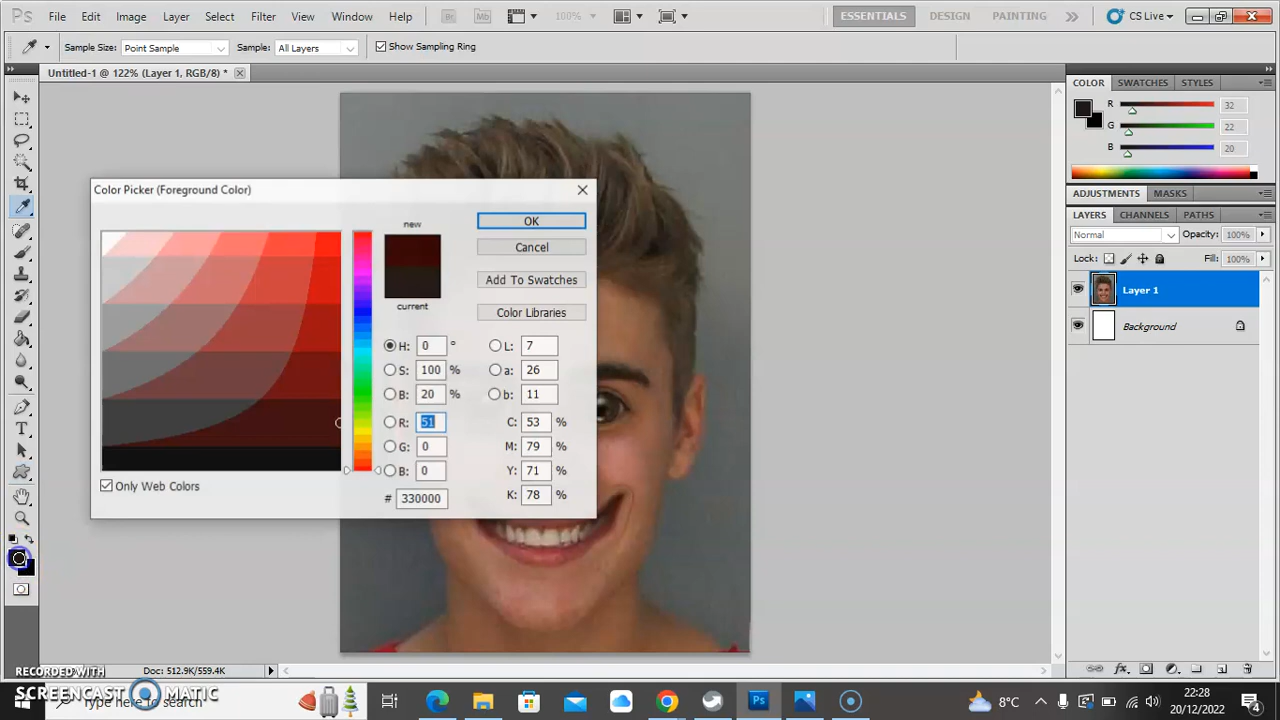 Ps File Edit Image Layer Select Filter View Window Help Br Mb 100% ESSENTIALS DESIGN PAINTING CS Live
Sample Size: Point Sample Sample: All Layers Show Sampling Ring
Untitled-1 @ 122% (Layer 1, RGB/8) *
COLOR SWATCHES STYLES
R 32
G 22
B 20
ADJUSTMENTS MASKS
LAYERS CHANNELS PATHS
Normal Opacity: 100%
Lock: Fill: 100%
Layer 1
Background
Color Picker (Foreground Color)
new
current
OK
Cancel
Add To Swatches
Color Libraries
H: 0 ° L: 7
S: 100 % a: 26
B: 20 % b: 11
R: 51 C: 53 %
G: 0 M: 79 %
B: 0 Y: 71 %
# 330000 K: 78 %
Only Web Colors
Doc: 512.9K/559.4K
RECORDED WITH
SCREENCAST MATIC
Type here to search
Ps
8°C
22:28
20/12/2022
4